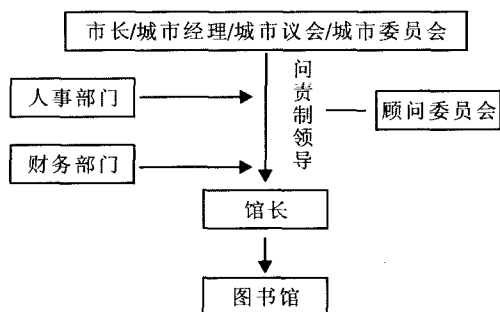 市长/城市经理/城市议会/城市委员会
人事部门
问责制领导
顾问委员会
财务部门
馆长
图书馆